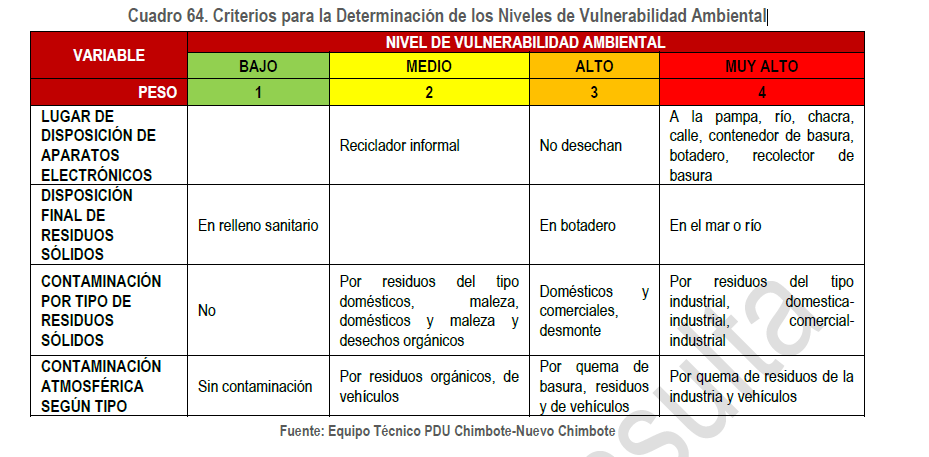 Cuadro 64. Criterios para la Determinación de los Niveles de Vulnerabilidad Ambiental
VARIABLE
NIVEL DE VULNERABILIDAD AMBIENTAL
BAJO
MEDIO
ALTO
MUY ALTO
PESO
1
2
3
4
LUGAR DE
DISPOSICIÓN DE
APARATOS
ELECTRÓNICOS
Reciclador informal
No desechan
A la pampa, río, chacra,
calle, contenedor de basura,
botadero, recolector de
basura
DISPOSICIÓN
FINAL DE
RESIDUOS
SÓLIDOS
En relleno sanitario
En botadero
En el mar o río
CONTAMINACIÓN
POR TIPO DE
RESIDUOS
SÓLIDOS
No
Por residuos del tipo
domésticos, maleza,
domésticos y maleza y
desechos orgánicos
Domésticos y
comerciales,
desmonte
Por residuos del tipo
industrial, domestica-
industrial, comercial-
industrial
CONTAMINACIÓN
ATMOSFÉRICA
SEGÚN TIPO
Sin contaminación
Por residuos orgánicos, de
vehículos
Por quema de
basura, residuos
y de vehículos
Por quema de residuos de la
industria y vehículos
Fuente: Equipo Técnico PDU Chimbote-Nuevo Chimbote